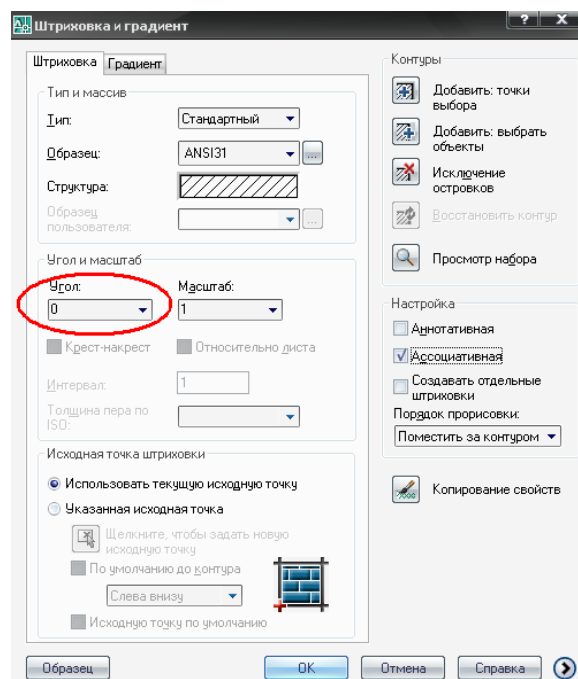 Штриховка и градиент
Штриховка Градиент
Тип и массив
Тип:
Стандартный
Образец:
ANSI31
...
Структура:
Образец
пользователя:
...
Угол и масштаб
Угол:
Масштаб:
0
1
Крест-накрест
Относительно листа
Интервал:
1
Толщина пера по
ISO:
Исходная точка штриховки
Использовать текущую исходную точку
Указанная исходная точка
Щелкните, чтобы задать новую
исходную точку
По умолчанию до контура
Слева внизу
Исходную точку по умолчанию
Контуры
Добавить: точки
выбора
Добавить: выбрать
объекты
Исключение
островков
Восстановить контур
Просмотр набора
Настройка
Аннотативная
Ассоциативная
Создавать отдельные
штриховки
Порядок прорисовки:
Поместить за контуром
Копирование свойств
Образец
OK
Отмена
Справка